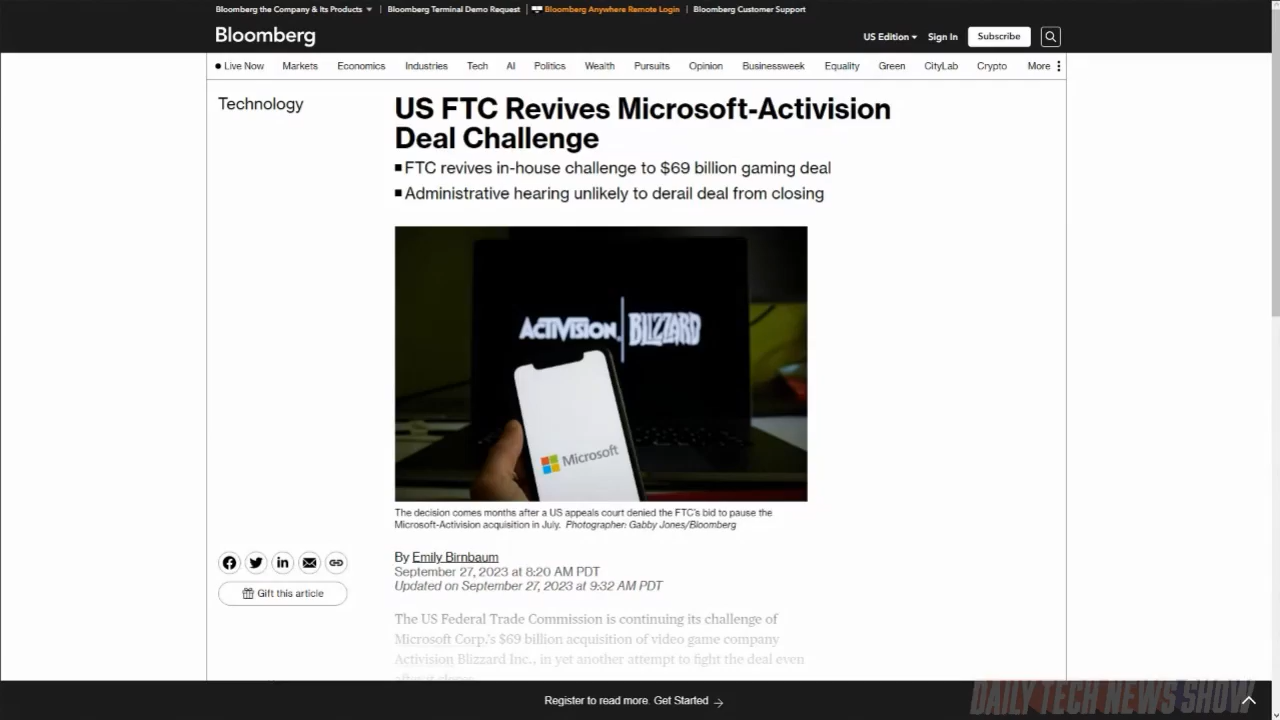 Bloomberg the Company & Its Products
Bloomberg Terminal Demo Request
Bloomberg Anywhere Remote Login
Bloomberg Customer Support
Bloomberg
US Edition
Sign In
Subscribe
Live Now
Markets
Economics
Industries
Tech
AI
Politics
Wealth
Pursuits
Opinion
Businessweek
Equality
Green
CityLab
Crypto
More
Technology
US FTC Revives Microsoft-Activision
Deal Challenge
FTC revives in-house challenge to $69 billion gaming deal
Administrative hearing unlikely to derail deal from closing
ACTIVISION
BLIZZARD
Microsoft
The decision comes months after a US appeals court denied the FTC's bid to pause the
Microsoft-Activision acquisition in July. Photographer: Gabby Jones/Bloomberg
By Emily Birnbaum
September 27, 2023 at 8:20 AM PDT
Updated on September 27, 2023 at 9:32 AM PDT
Gift this article
The US Federal Trade Commission is continuing its challenge of
Microsoft Corp.'s $69 billion acquisition of video game company
Activision Blizzard Inc., in yet another attempt to fight the deal even
after it closes.
Register to read more. Get Started
DAILY TECH NEWS SHOW